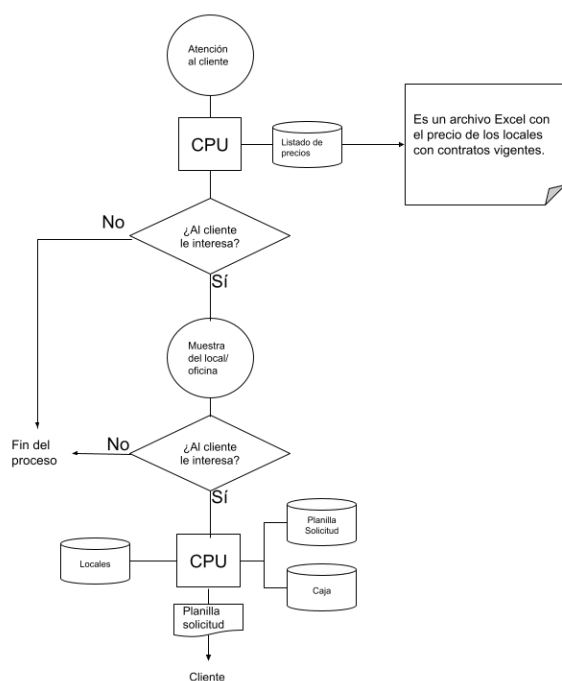 Atención
al cliente
CPU
Listado de
precios
Es un archivo Excel con
el precio de los locales
con contratos vigentes.
No
¿Al cliente
le interesa?
Sí
Muestra
del local/
oficina
Fin del
proceso
No
¿Al cliente
le interesa?
Sí
Planilla
Solicitud
Locales
CPU
Caja
Planilla
solicitud
Cliente